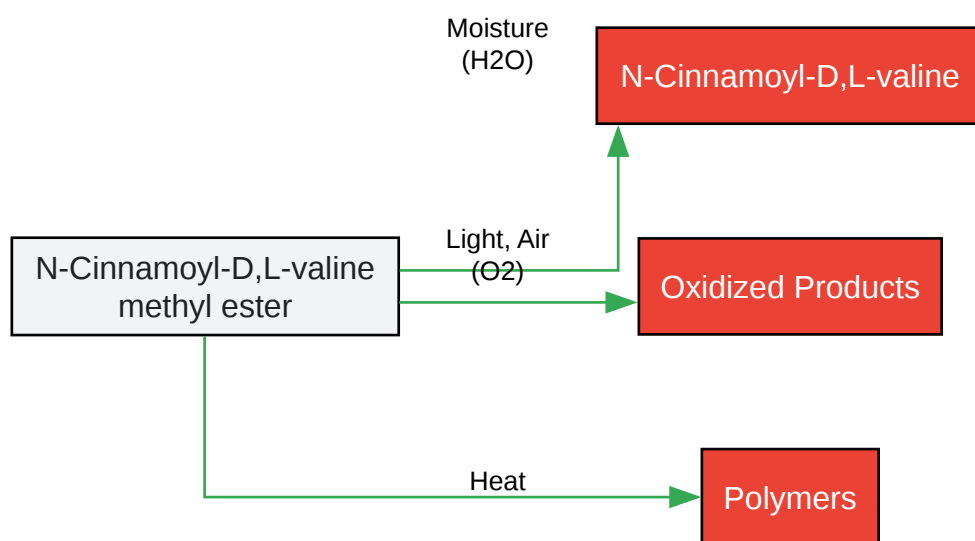 Moisture
(H2O)
N-Cinnamoyl-D,L-valine
Light, Air
(O2)
N-Cinnamoyl-D,L-valine
methyl ester
Oxidized Products
Heat
Polymers